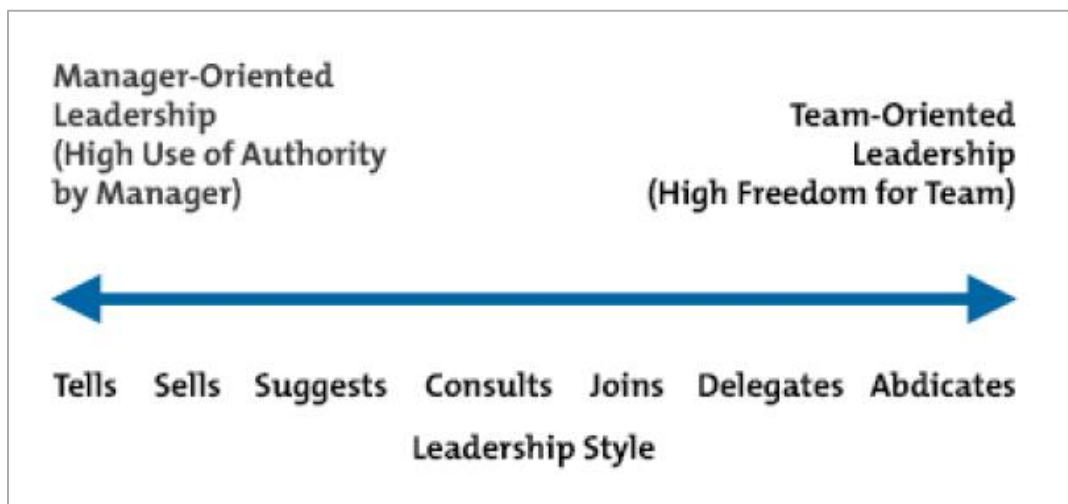 Manager-Oriented
Leadership
(High Use of Authority
by Manager)
Team-Oriented
Leadership
(High Freedom for Team)
Tells Sells Suggests Consults Joins Delegates Abdicates
Leadership Style